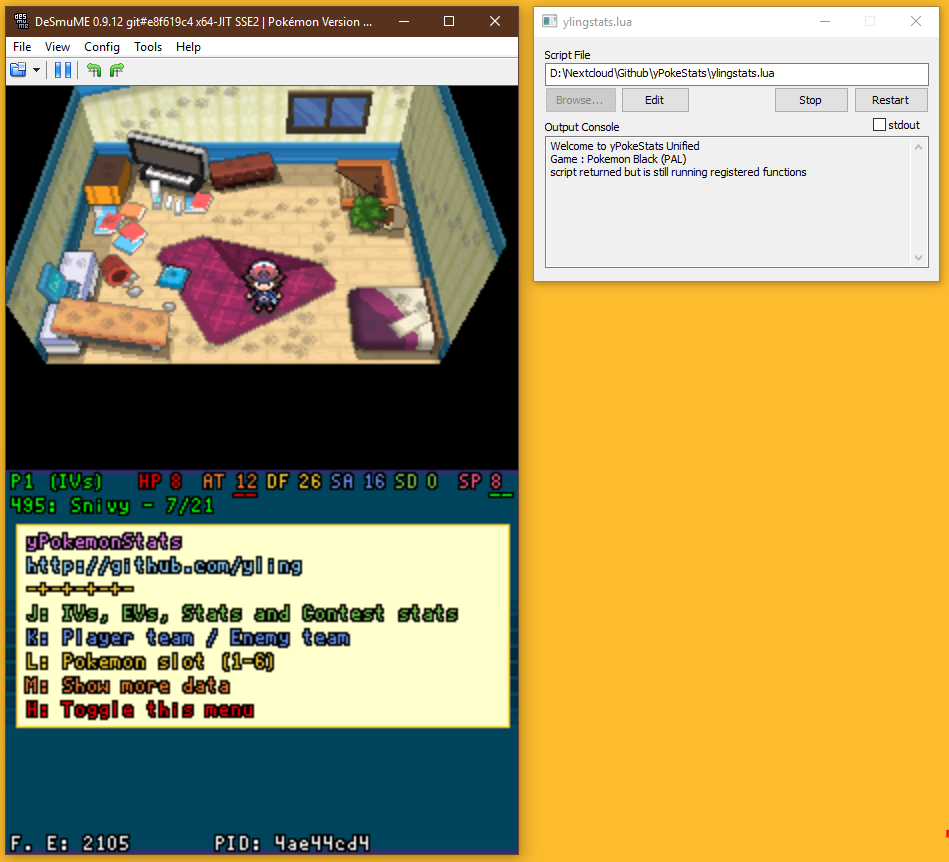 DeSmuME 0.9.12 git#e8f619c4 x64-JIT SSE2 | Pokémon Version ...
File View Config Tools Help
P1 (IVs) HP 8 AT 12 DF 26 SA 16 SD 0 SP 8
495: Snivy - 7/21
yPokemonStats
http://github.com/yling
-+-+-+-+-
J: IVs, EVs, Stats and Contest stats
K: Player team / Enemy team
L: Pokemon slot (1-6)
M: Show more data
H: Toggle this menu
F. E: 2105 PID: 4ae44cd4
ylingstats.lua
Script File
D:\Nextcloud\Github\yPokeStats\ylingstats.lua
Browse... Edit Stop Restart
Output Console stdout
Welcome to yPokeStats Unified
Game : Pokemon Black (PAL)
script returned but is still running registered functions